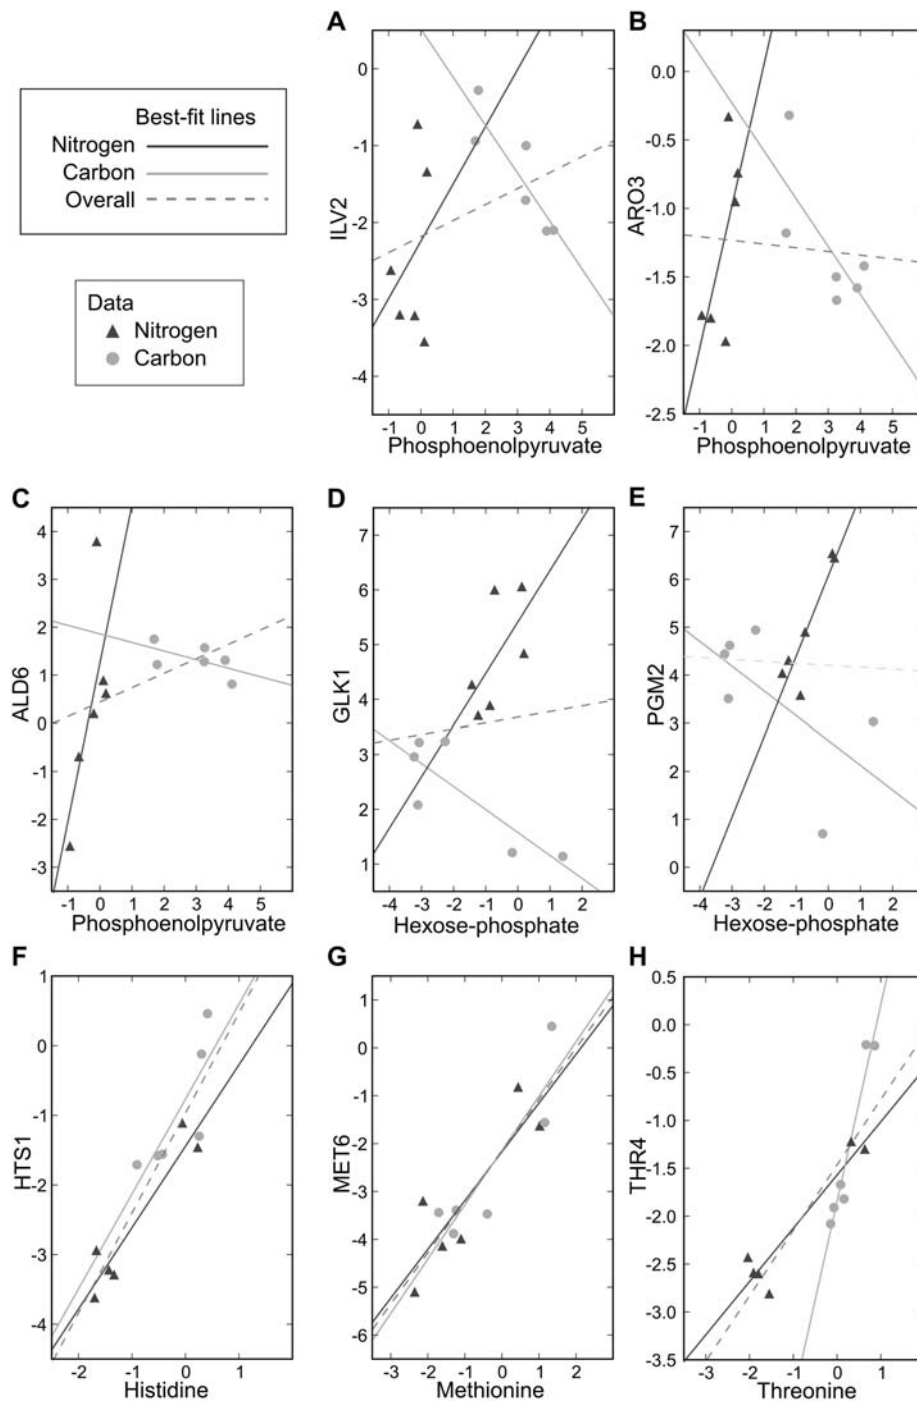 Best-fit lines
Nitrogen
Carbon
Overall
Data
Nitrogen
Carbon
A
0
-1
-2
-3
-4
ILV2
-1 0 1 2 3 4 5
Phosphoenolpyruvate
B
0.0
-0.5
-1.0
-1.5
-2.0
-2.5
ARO3
-1 0 1 2 3 4 5
Phosphoenolpyruvate
C
4
3
2
1
0
-1
-2
-3
ALD6
-1 0 1 2 3 4 5
Phosphoenolpyruvate
D
7
6
5
4
3
2
1
GLK1
-4 -3 -2 -1 0 1 2
Hexose-phosphate
E
7
6
5
4
3
2
1
0
PGM2
-4 -3 -2 -1 0 1 2
Hexose-phosphate
F
1
0
-1
-2
-3
-4
HTS1
-2 -1 0 1
Histidine
G
1
0
-1
-2
-3
-4
-5
-6
MET6
-3 -2 -1 0 1 2
Methionine
H
0.5
0.0
-0.5
-1.0
-1.5
-2.0
-2.5
-3.0
-3.5
THR4
-3 -2 -1 0 1
Threonine